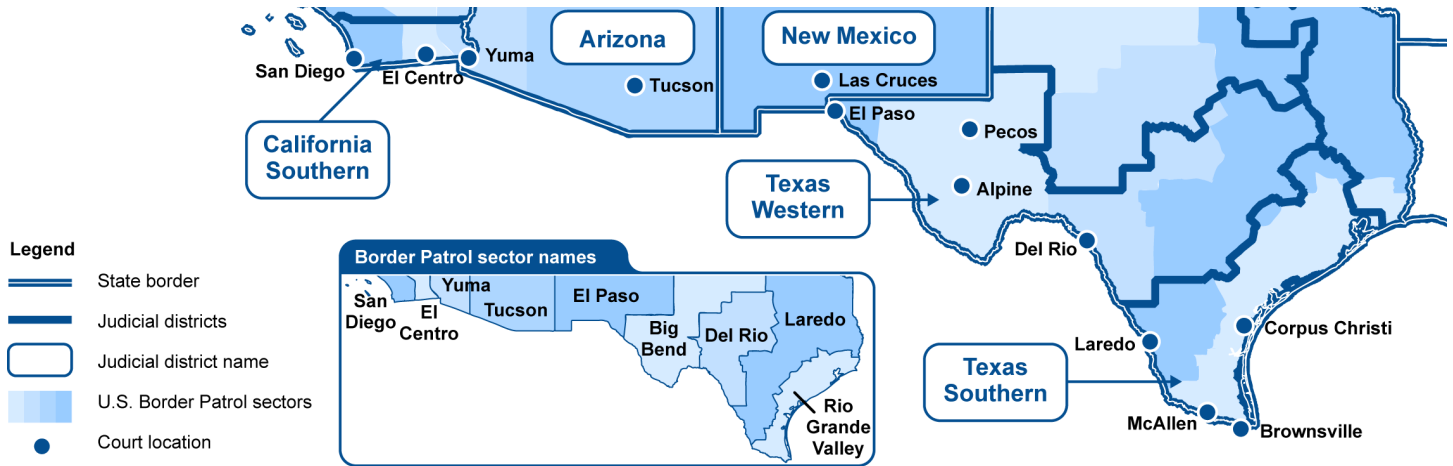 Arizona
New Mexico
San Diego
El Centro
Yuma
Tucson
Las Cruces
El Paso
Pecos
Alpine
Del Rio
Laredo
Corpus Christi
McAllen
Brownsville
California
Southern
Texas
Western
Texas
Southern
Legend
State border
Judicial districts
Judicial district name
U.S. Border Patrol sectors
Court location
Border Patrol sector names
San
Diego
El
Centro
Yuma
Tucson
El Paso
Big
Bend
Del Rio
Laredo
Rio
Grande
Valley